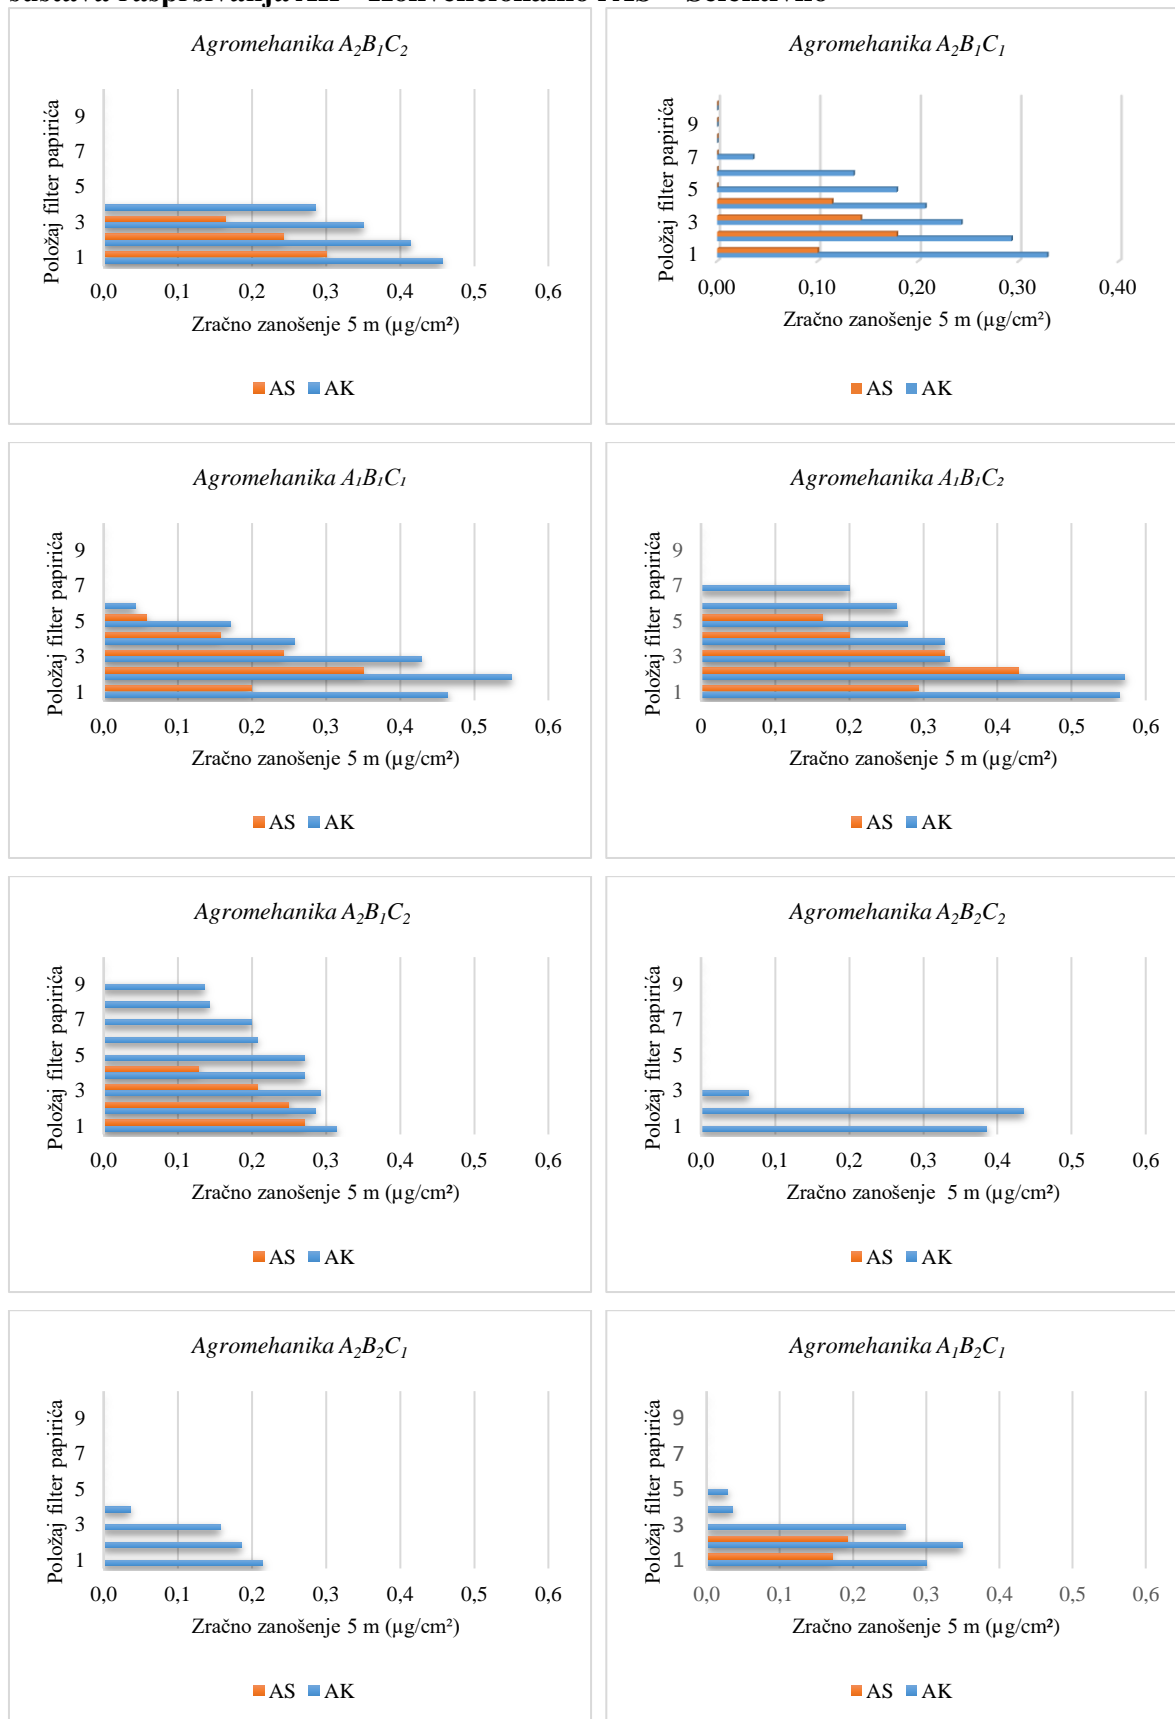 Agromehanika A₂B₁C₂
Položaj filter papirića
9
7
5
3
1
0,0 0,1 0,2 0,3 0,4 0,5 0,6
Zračno zanošenje 5 m (µg/cm²)
AS AK
Agromehanika A₂B₁C₁
Položaj filter papirića
9
7
5
3
1
0,00 0,10 0,20 0,30 0,40
Zračno zanošenje 5 m (µg/cm²)
AS AK
Agromehanika A₁B₁C₁
Položaj filter papirića
9
7
5
3
1
0,0 0,1 0,2 0,3 0,4 0,5 0,6
Zračno zanošenje 5 m (µg/cm²)
AS AK
Agromehanika A₁B₁C₂
Položaj filter papirića
9
7
5
3
1
0 0,1 0,2 0,3 0,4 0,5 0,6
Zračno zanošenje 5 m (µg/cm²)
AS AK
Agromehanika A₂B₁C₂
Položaj filter papirića
9
7
5
3
1
0,0 0,1 0,2 0,3 0,4 0,5 0,6
Zračno zanošenje 5 m (µg/cm²)
AS AK
Agromehanika A₂B₂C₂
Položaj filter papirića
9
7
5
3
1
0,0 0,1 0,2 0,3 0,4 0,5 0,6
Zračno zanošenje 5 m (µg/cm²)
AS AK
Agromehanika A₂B₂C₁
Položaj filter papirića
9
7
5
3
1
0,0 0,1 0,2 0,3 0,4 0,5 0,6
Zračno zanošenje 5 m (µg/cm²)
AS AK
Agromehanika A₁B₂C₁
Položaj filter papirića
9
7
5
3
1
0,0 0,1 0,2 0,3 0,4 0,5 0,6
Zračno zanošenje 5 m (µg/cm²)
AS AK